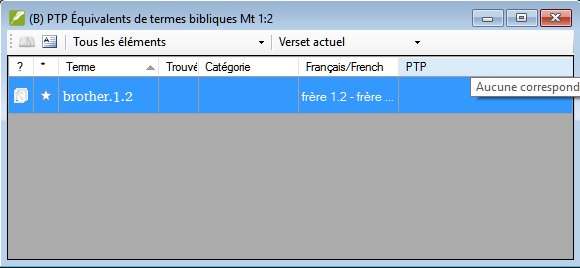 (B) PTP Équivalents de termes bibliques Mt 1:2
Tous les éléments Verset actuel
? * Terme Trouvé Catégorie Français/French PTP
brother.1.2 frère 1.2 - frère ...
Aucune correspond